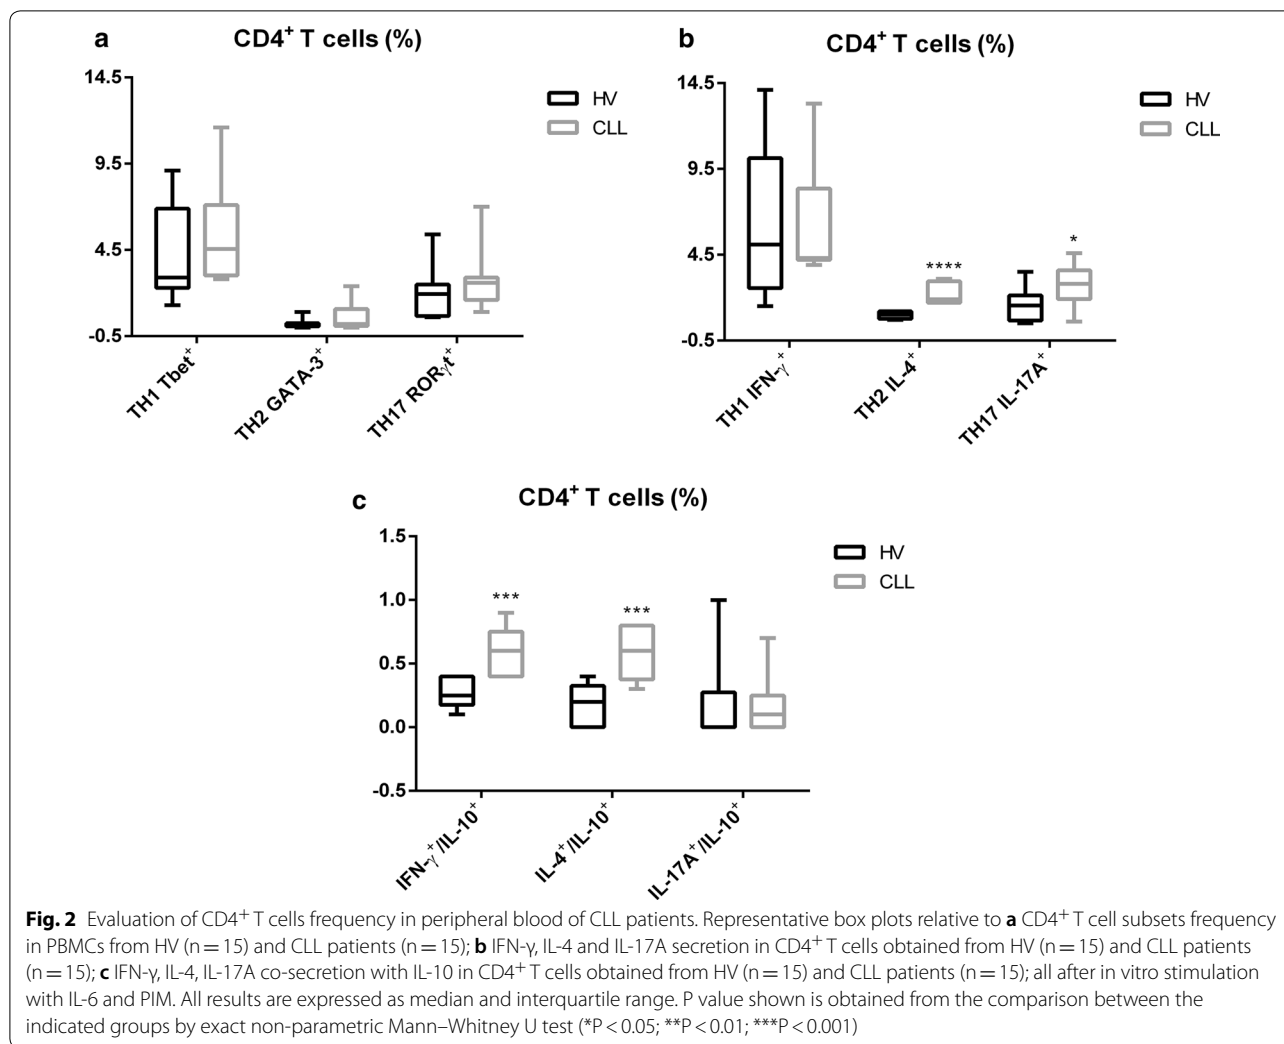 a
CD4+ T cells (%)
14.5
9.5
4.5
-0.5
HV
CLL
TH1 Tbet+
TH2 GATA-3+
TH17 RORγt+
b
CD4+ T cells (%)
14.5
9.5
4.5
-0.5
HV
CLL
****
*
TH1 IFN-γ+
TH2 IL-4+
TH17 IL-17A+
c
CD4+ T cells (%)
1.5
1.0
0.5
0.0
-0.5
HV
CLL
***
***
IFN-γ+/IL-10+
IL-4+/IL-10+
IL-17A+/IL-10+
Fig. 2 Evaluation of CD4+ T cells frequency in peripheral blood of CLL patients. Representative box plots relative to a CD4+ T cell subsets frequency
in PBMCs from HV (n = 15) and CLL patients (n = 15); b IFN-γ, IL-4 and IL-17A secretion in CD4+ T cells obtained from HV (n = 15) and CLL patients
(n = 15); c IFN-γ, IL-4, IL-17A co-secretion with IL-10 in CD4+ T cells obtained from HV (n = 15) and CLL patients (n = 15); all after in vitro stimulation
with IL-6 and PIM. All results are expressed as median and interquartile range. P value shown is obtained from the comparison between the
indicated groups by exact non-parametric Mann–Whitney U test (*P < 0.05; **P < 0.01; ***P < 0.001)